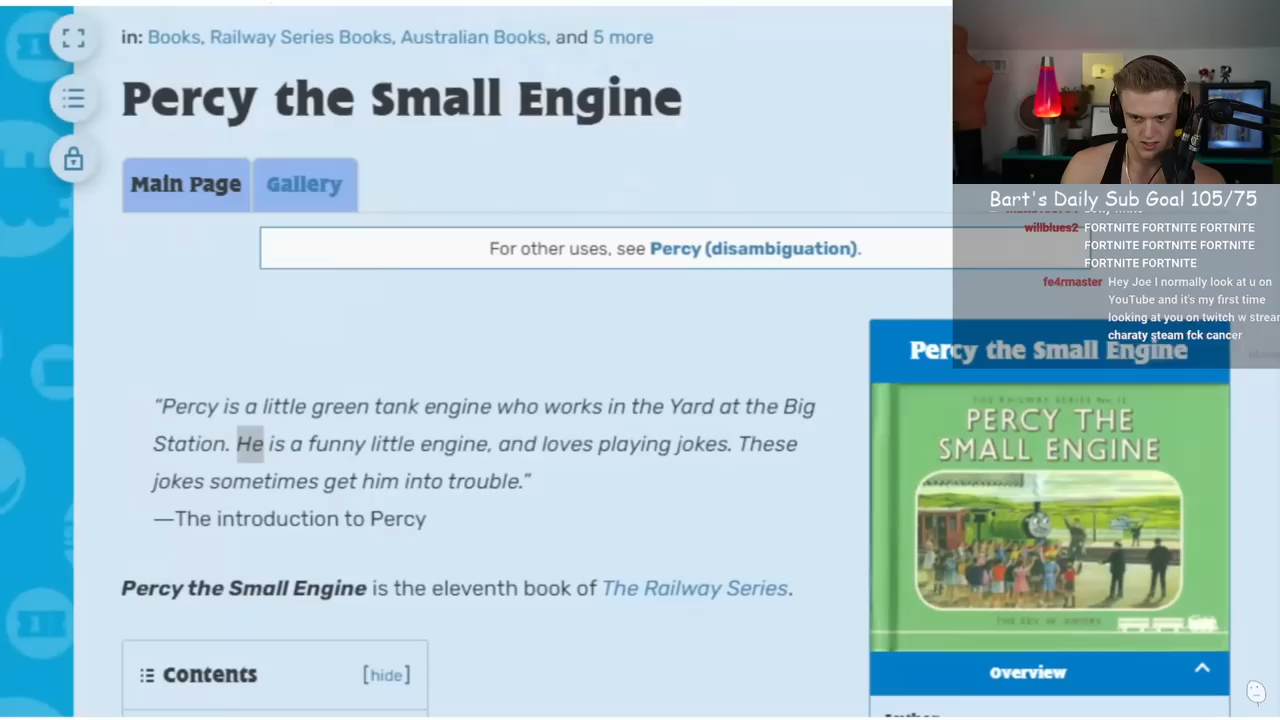 in: Books, Railway Series Books, Australian Books, and 5 more
Percy the Small Engine
Main Page
Gallery
For other uses, see Percy (disambiguation).
"Percy is a little green tank engine who works in the Yard at the Big
Station. He is a funny little engine, and loves playing jokes. These
jokes sometimes get him into trouble."
—The introduction to Percy
Percy the Small Engine is the eleventh book of The Railway Series.
Contents [hide]
Bart's Daily Sub Goal 105/75
willblues2 FORTNITE FORTNITE FORTNITE
FORTNITE FORTNITE FORTNITE
FORTNITE FORTNITE
fe4rmaster Hey Joe I normally look at u on
YouTube and it's my first time
looking at you on twitch w strear
charaty steam fck cancer
Percy the Small Engine
THE RAILWAY SERIES No. 11
PERCY THE
SMALL ENGINE
THE REV. W. AWDRY
Overview